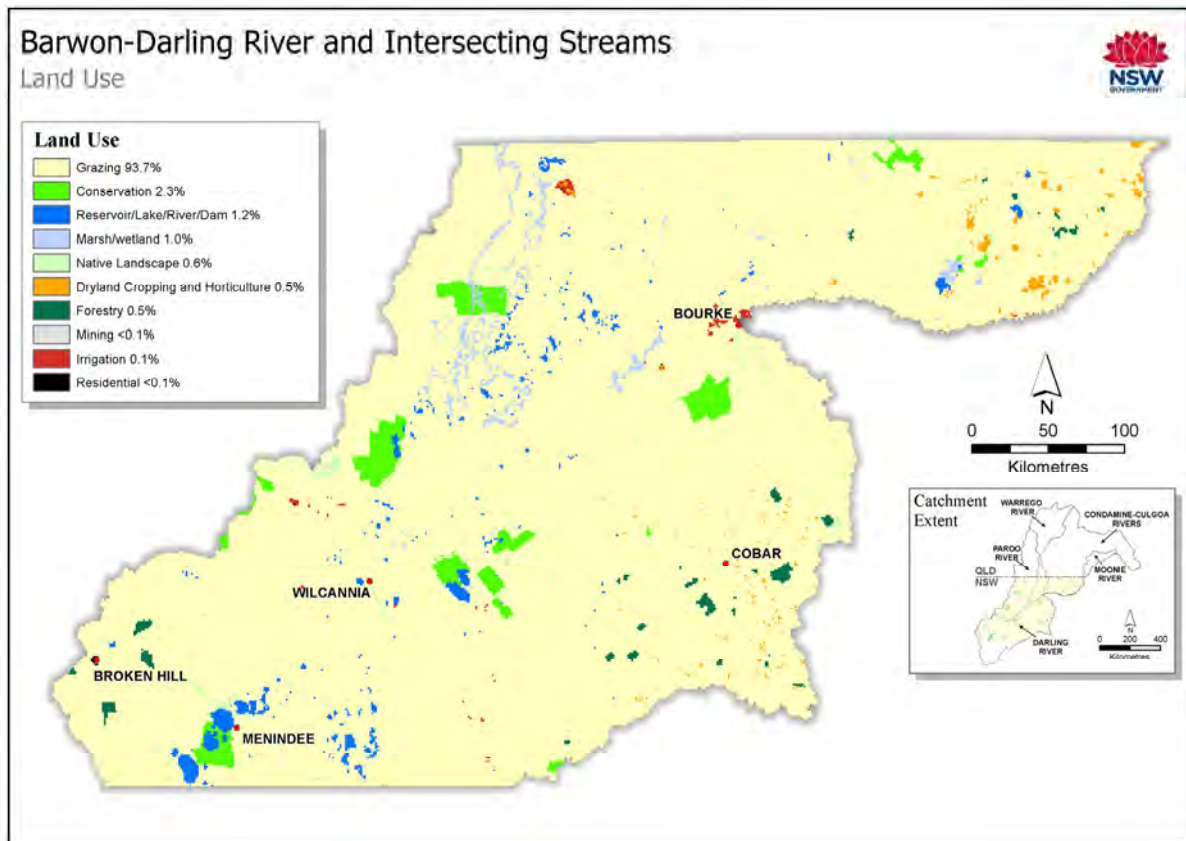 Barwon-Darling River and Intersecting Streams
Land Use
NSW
GOVERNMENT
Land Use
Grazing 93.7%
Conservation 2.3%
Reservoir/Lake/River/Dam 1.2%
Marsh/wetland 1.0%
Native Landscape 0.6%
Dryland Cropping and Horticulture 0.5%
Forestry 0.5%
Mining <0.1%
Irrigation 0.1%
Residential <0.1%
BOURKE
COBAR
WILCANNIA
BROKEN HILL
MENINDEE
N
0 50 100
Kilometres
Catchment
Extent
WARREGO
RIVER
CONDAMINE-CULGOA
RIVERS
PAROO
RIVER
MOONIE
RIVER
QLD
NSW
DARLING
RIVER
N
0 200 400
Kilometres